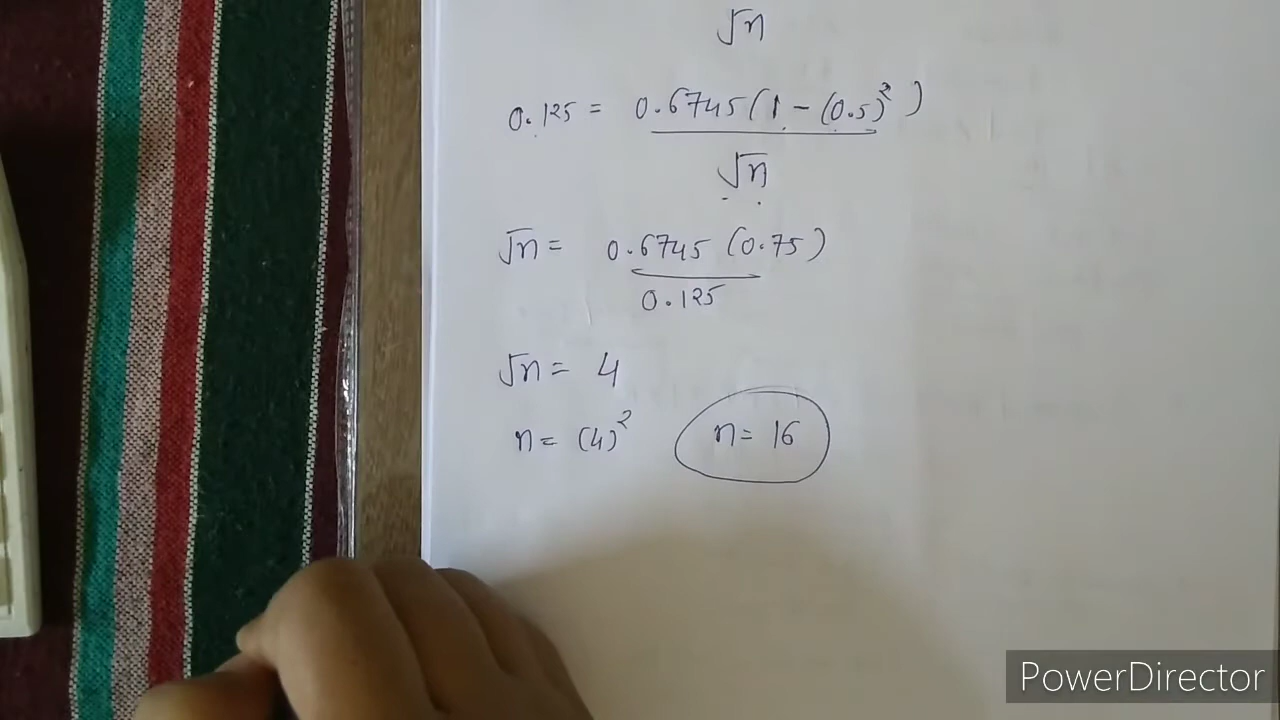 √n
0.125 = 0.6745(1 - (0.5)²)
√n
√n = 0.6745 (0.75)
0.125
√n = 4
n = (4)² n = 16
PowerDirector